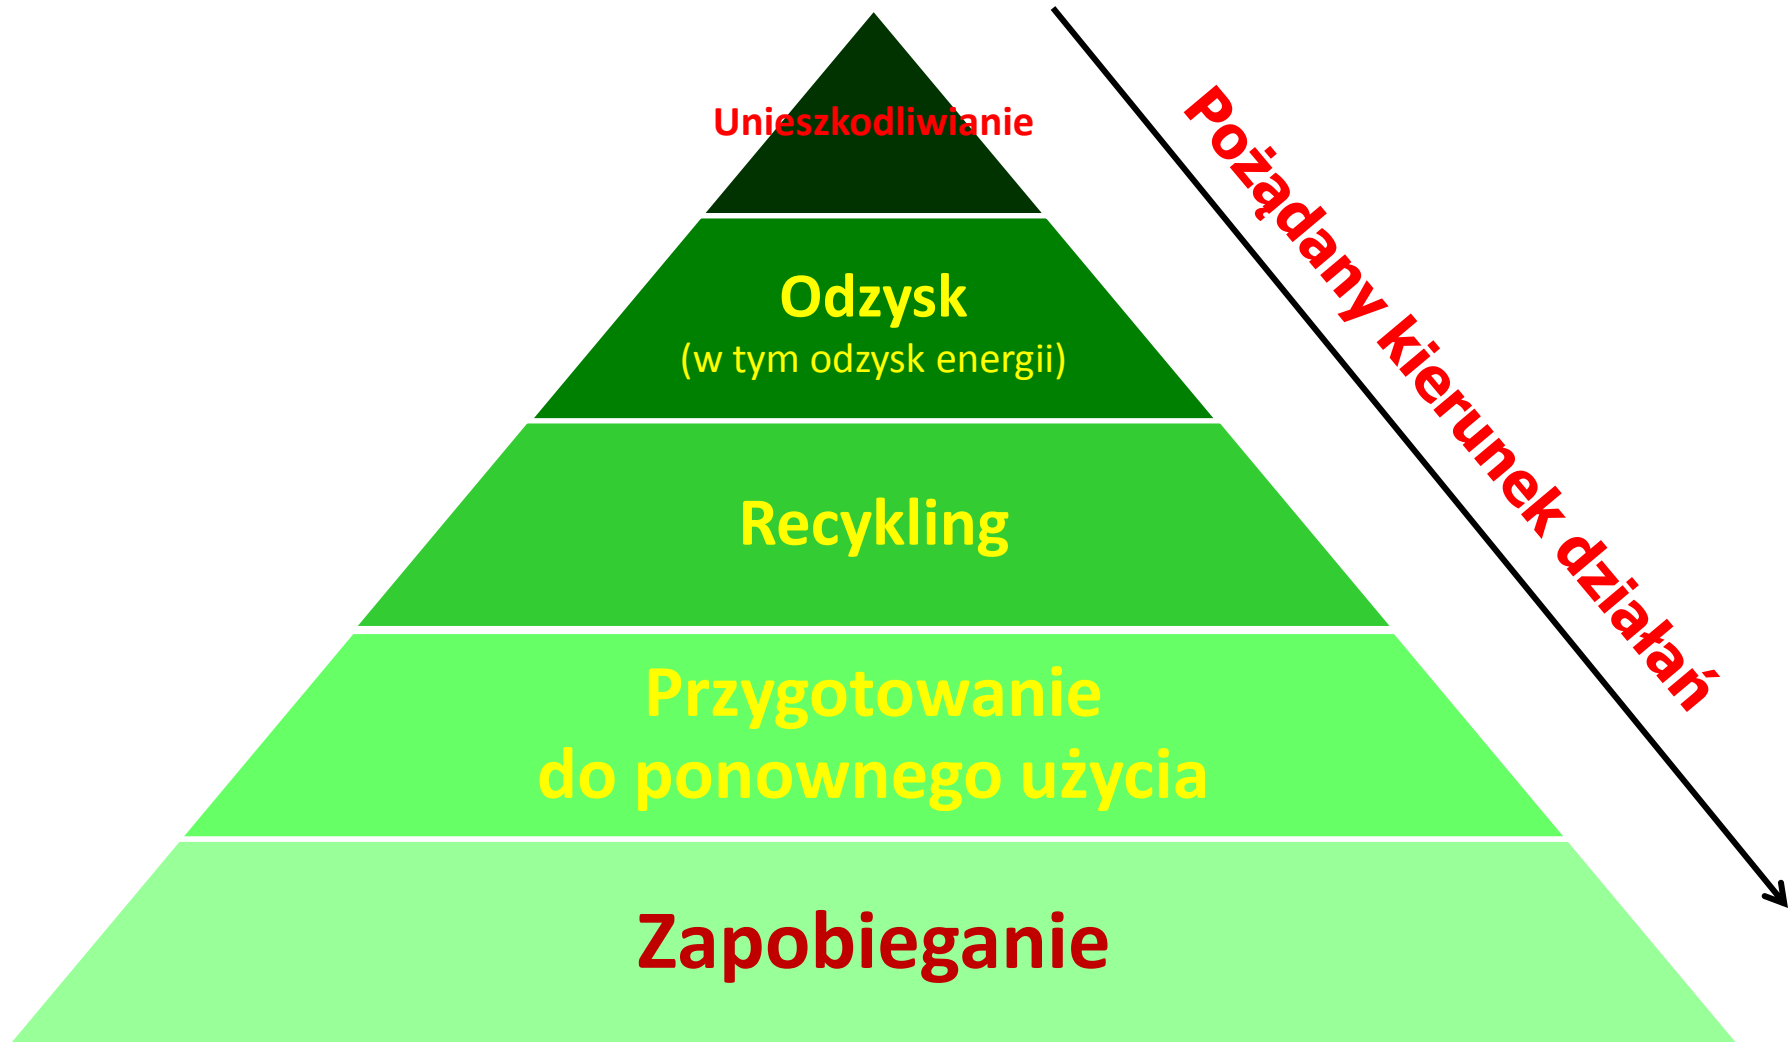 Unieszkodliwianie
Pożądany kierunek działań
Odzysk
(w tym odzysk energii)
Recykling
Przygotowanie
do ponownego użycia
Zapobieganie